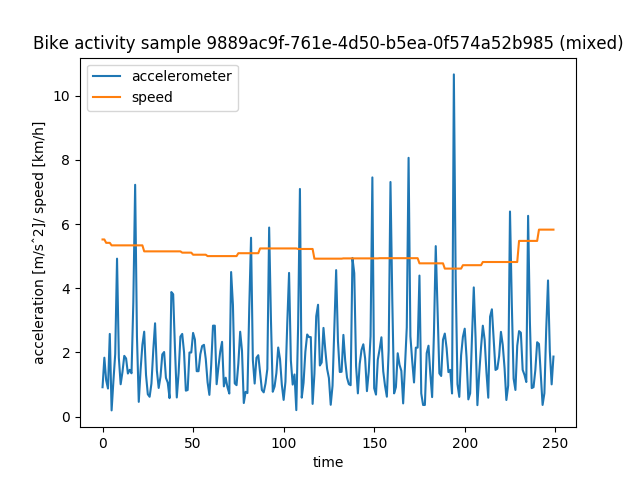 Bike activity sample 9889ac9f-761e-4d50-b5ea-0f574a52b985 (mixed)
accelerometer
speed
acceleration [m/s^2]/ speed [km/h]
10
8
6
4
2
0
0
50
100
150
200
250
time